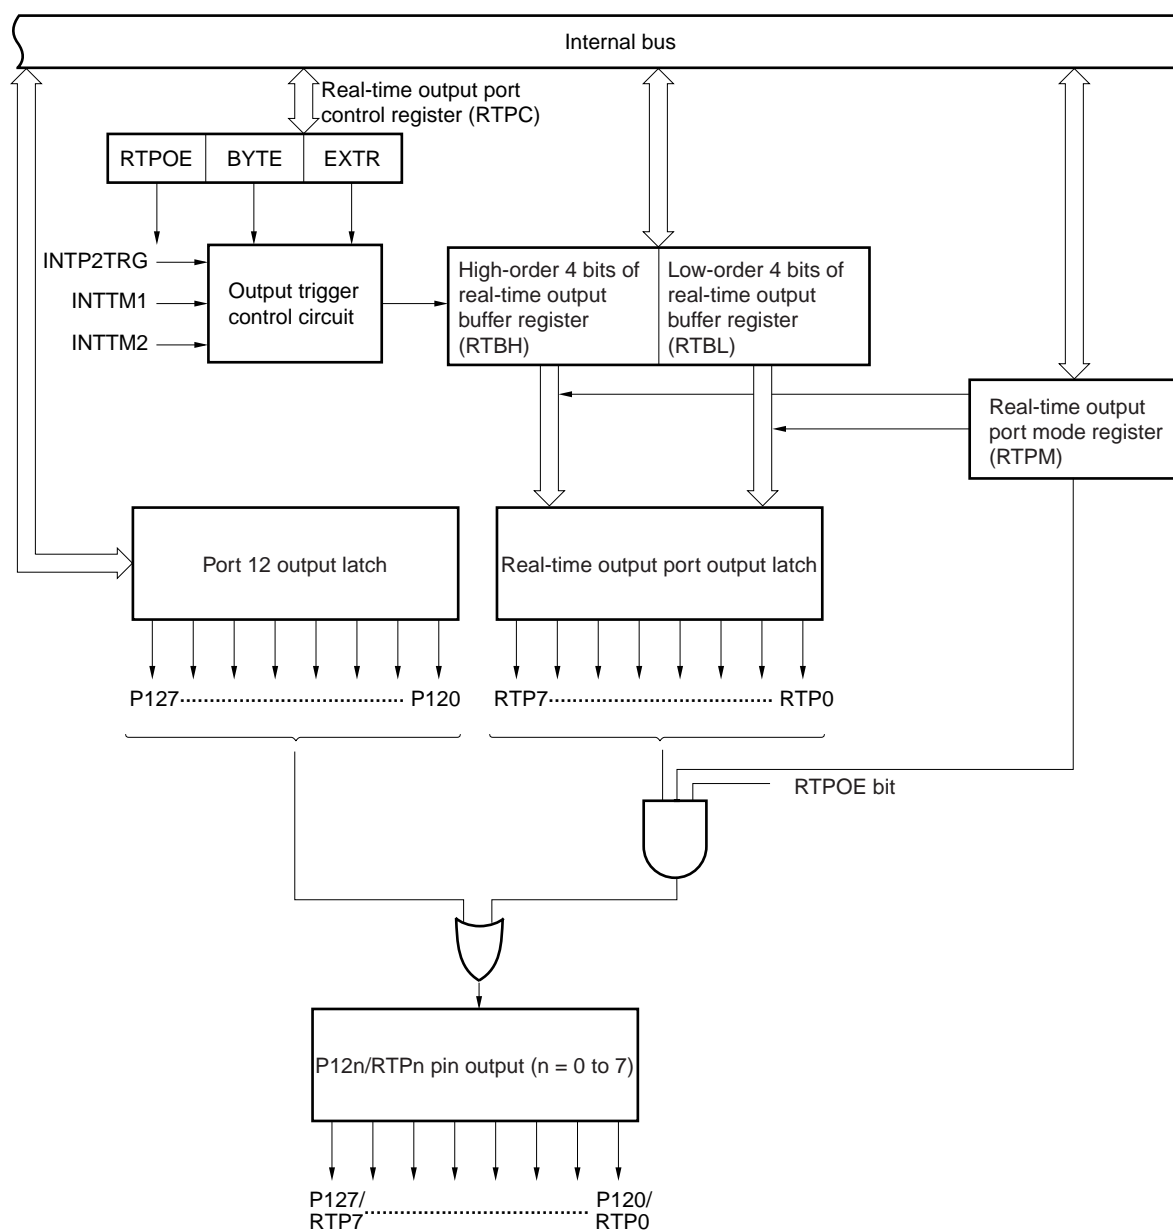 Internal bus
Real-time output port
control register (RTPC)
RTPOE BYTE EXTR
INTP2TRG
INTTM1
INTTM2
Output trigger
control circuit
High-order 4 bits of
real-time output
buffer register
(RTBH)
Low-order 4 bits of
real-time output
buffer register
(RTBL)
Real-time output
port mode register
(RTPM)
Port 12 output latch
Real-time output port output latch
P127 P120
RTP7 RTP0
RTPOE bit
P12n/RTPn pin output (n = 0 to 7)
P127/
RTP7
P120/
RTP0